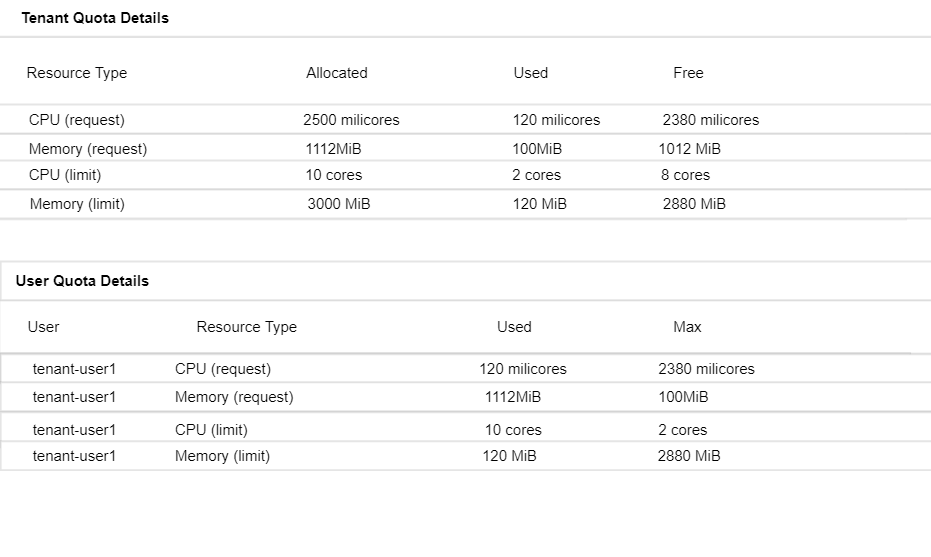 Tenant Quota Details
Resource Type Allocated Used Free
CPU (request) 2500 milicores 120 milicores 2380 milicores
Memory (request) 1112MiB 100MiB 1012 MiB
CPU (limit) 10 cores 2 cores 8 cores
Memory (limit) 3000 MiB 120 MiB 2880 MiB
User Quota Details
User Resource Type Used Max
tenant-user1 CPU (request) 120 milicores 2380 milicores
tenant-user1 Memory (request) 1112MiB 100MiB
tenant-user1 CPU (limit) 10 cores 2 cores
tenant-user1 Memory (limit) 120 MiB 2880 MiB